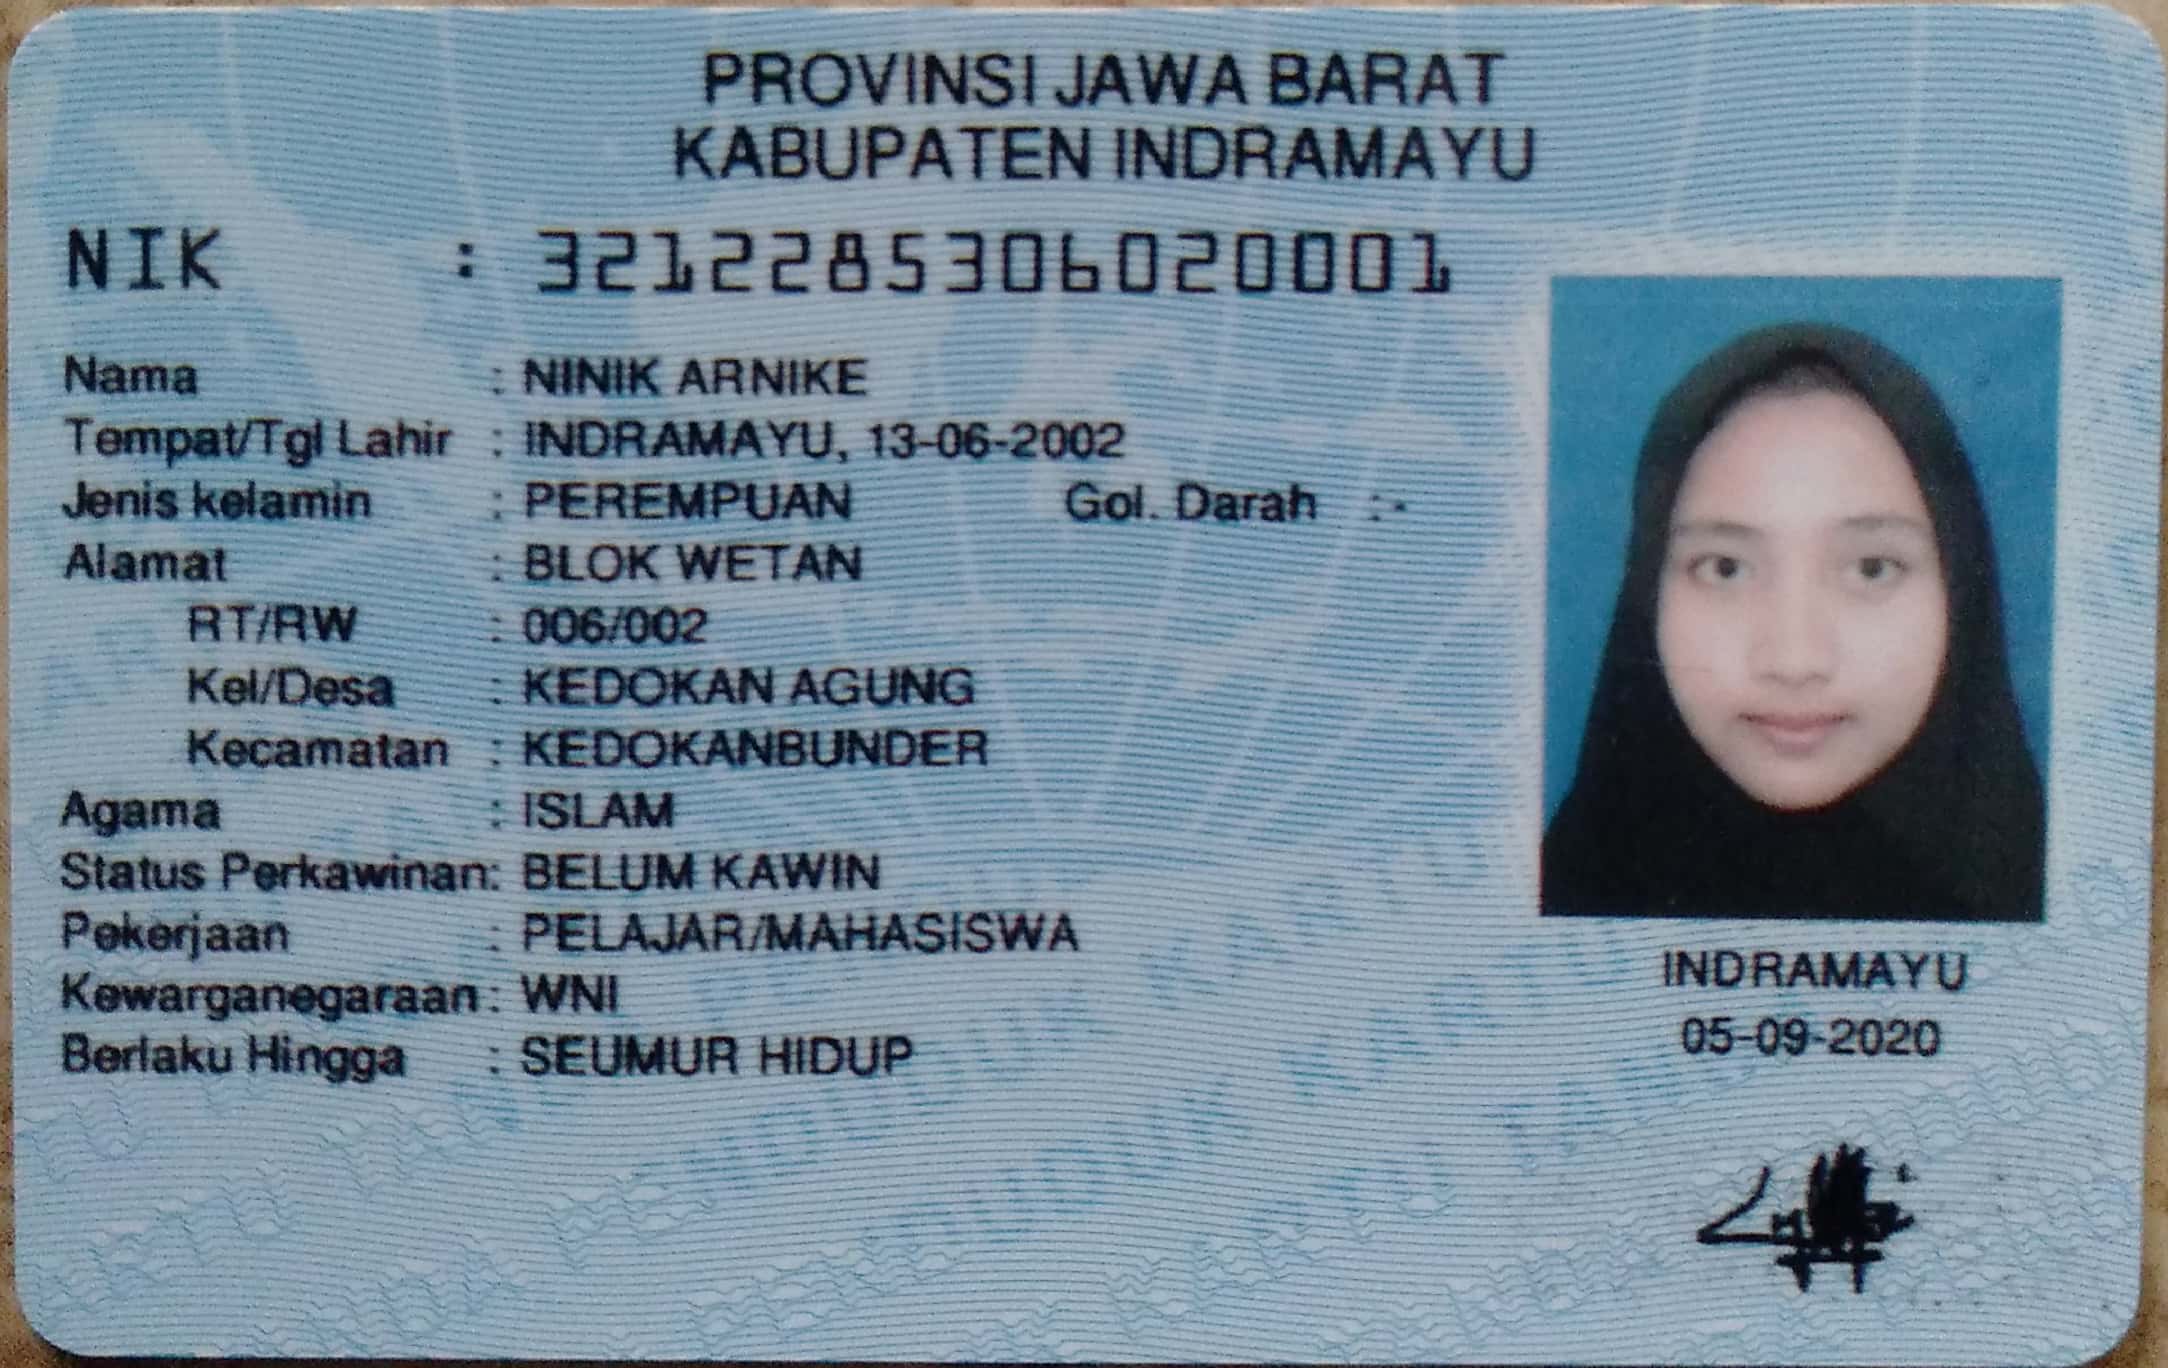 PROVINSI JAWA BARAT
KABUPATEN INDRAMAYU
NIK : 3212285306020001
Nama : NINIK ARNIKE
Tempat/Tgl Lahir : INDRAMAYU, 13-06-2002
Jenis kelamin : PEREMPUAN Gol. Darah : -
Alamat : BLOK WETAN
RT/RW : 006/002
Kel/Desa : KEDOKAN AGUNG
Kecamatan : KEDOKANBUNDER
Agama : ISLAM
Status Perkawinan: BELUM KAWIN
Pekerjaan : PELAJAR/MAHASISWA
Kewarganegaraan : WNI
Berlaku Hingga : SEUMUR HIDUP
INDRAMAYU
05-09-2020